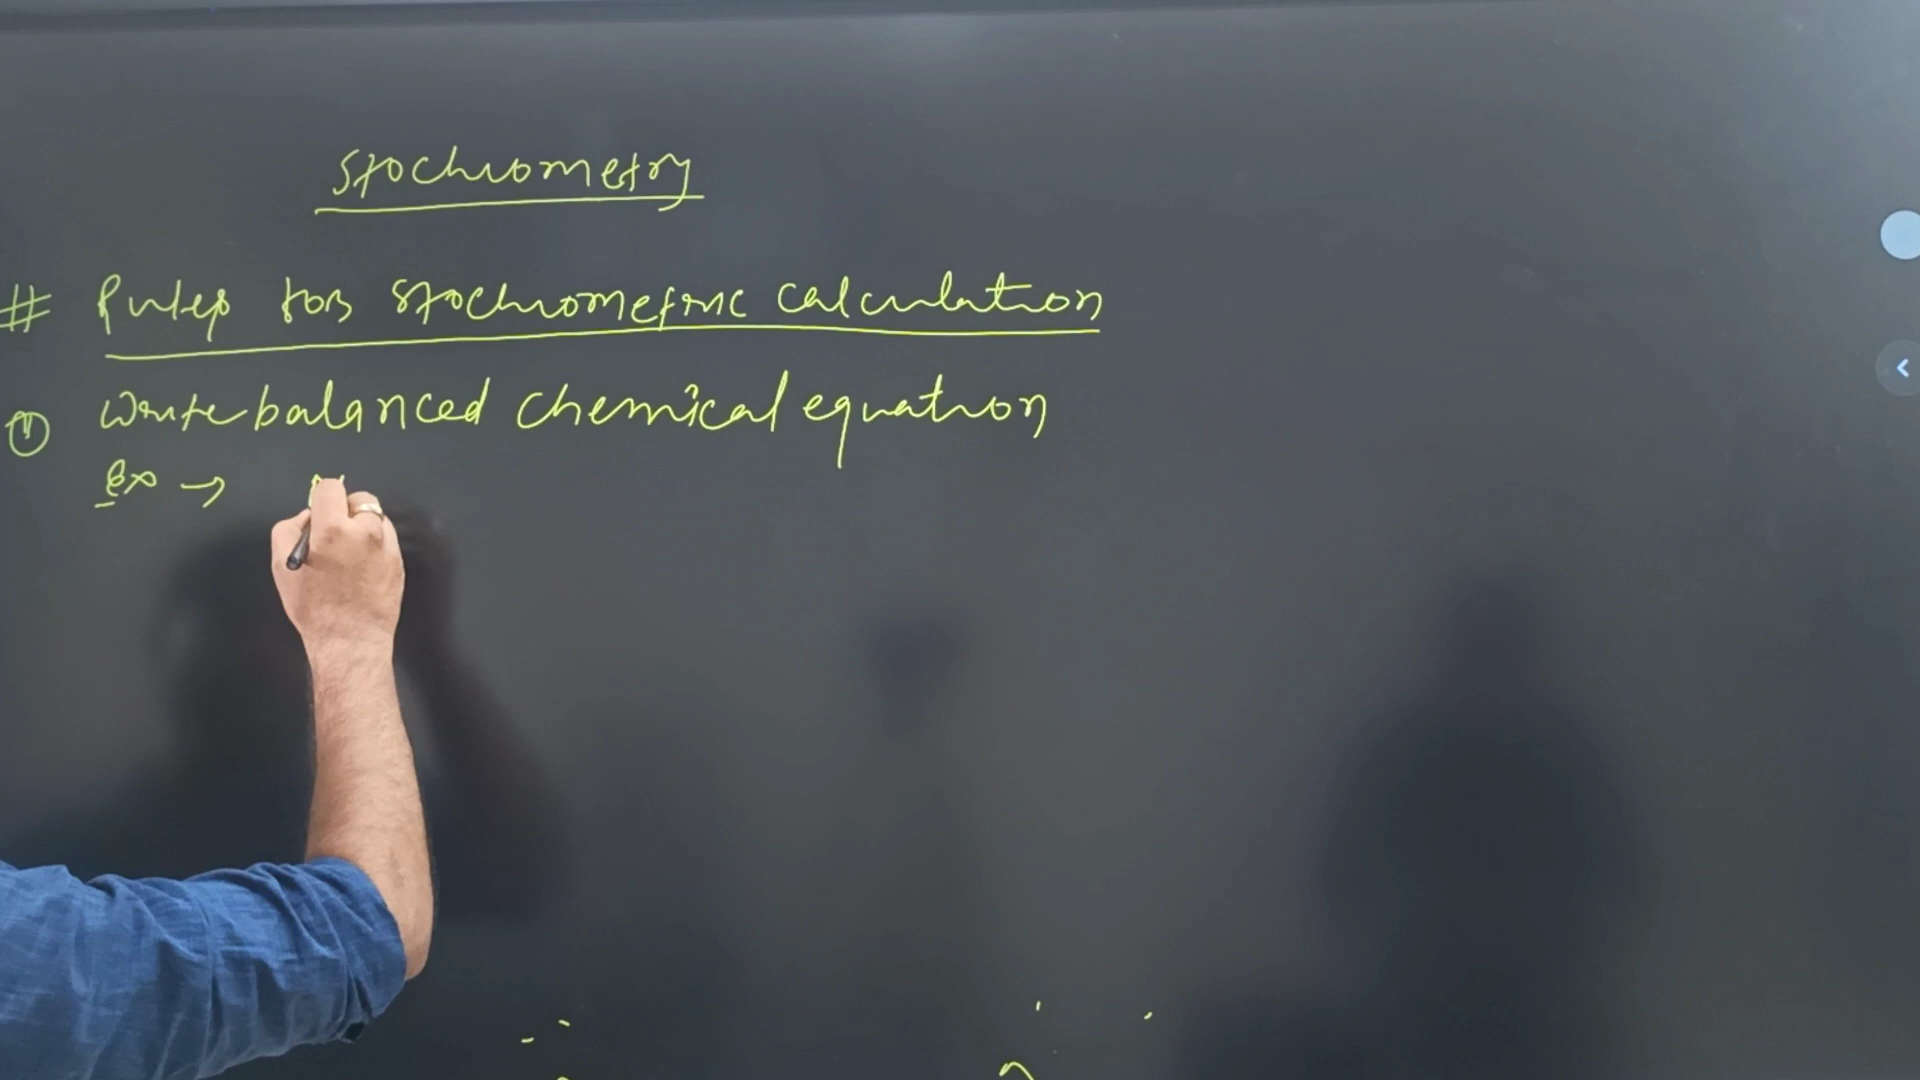 Stochiometry
# Rules for stochiometric calculation
① Write balanced chemical equation
Ex →